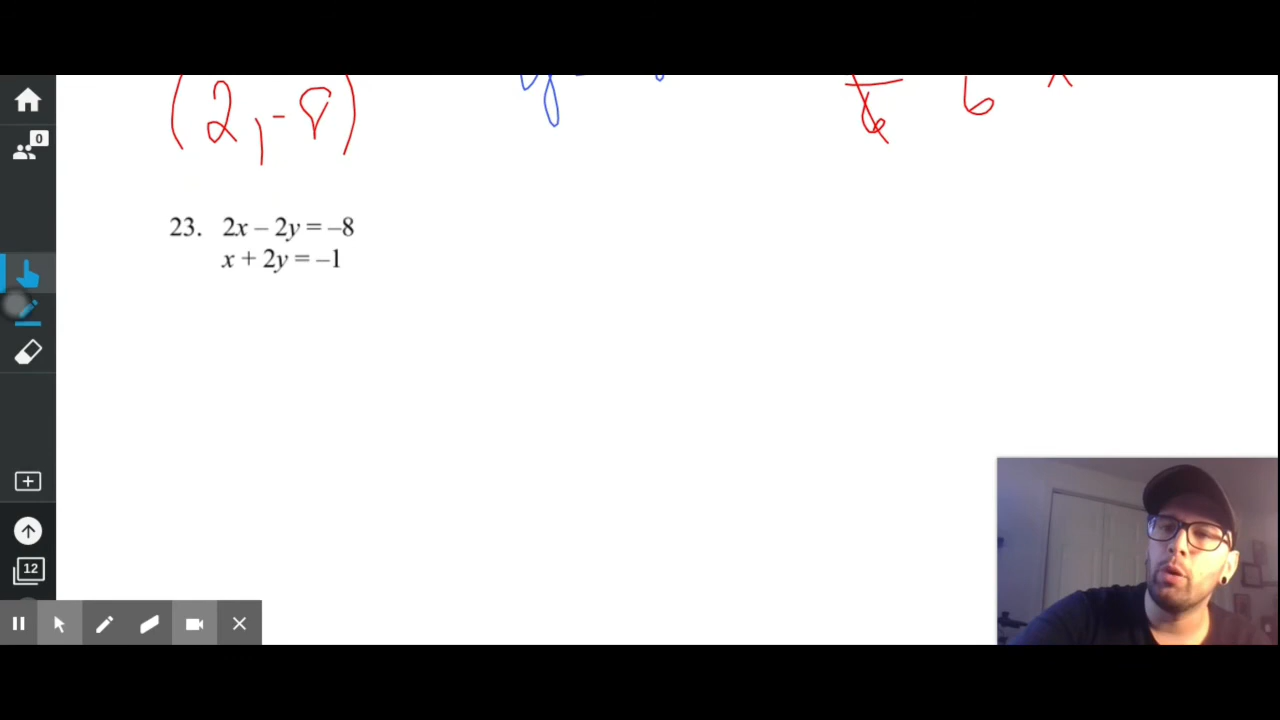 0
(2, -8)
6
23. 2x – 2y = –8
x + 2y = –1
12